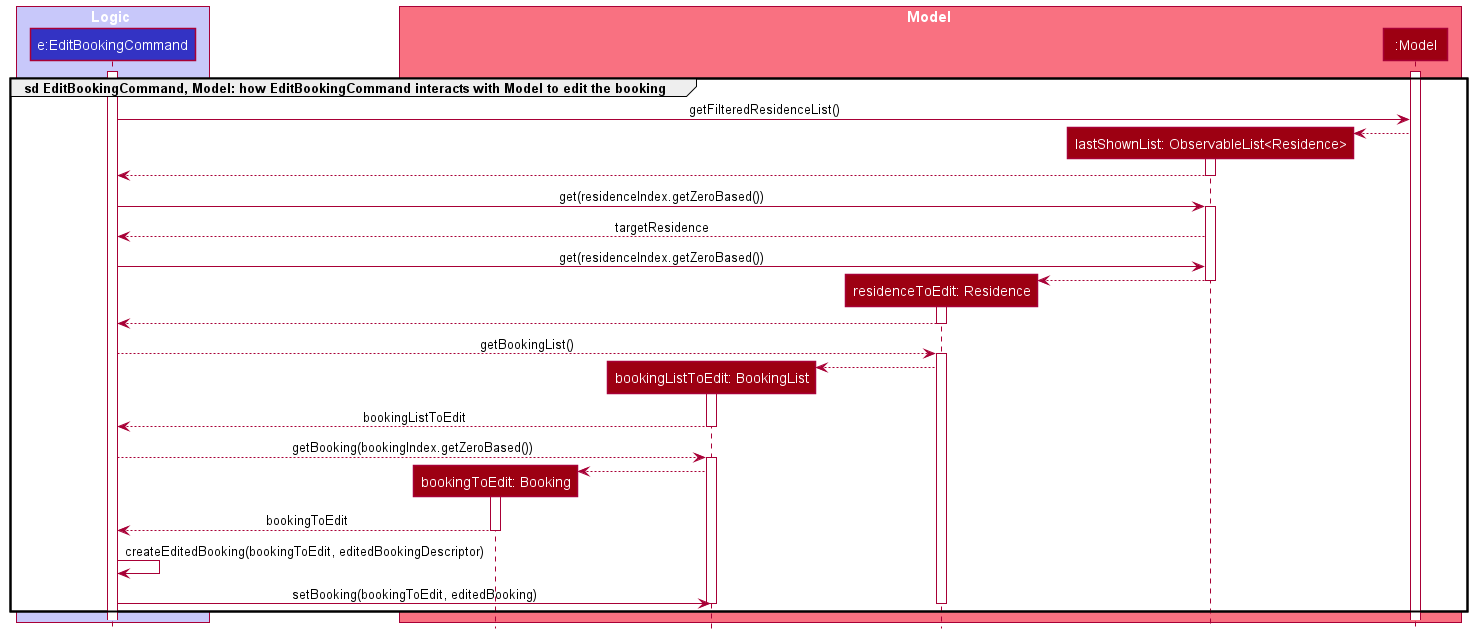 Logic
Model
e:EditBookingCommand
:Model
sd EditBookingCommand, Model: how EditBookingCommand interacts with Model to edit the booking
getFilteredResidenceList()
lastShownList: ObservableList<Residence>
get(residenceIndex.getZeroBased())
targetResidence
get(residenceIndex.getZeroBased())
residenceToEdit: Residence
getBookingList()
bookingListToEdit: BookingList
bookingListToEdit
getBooking(bookingIndex.getZeroBased())
bookingToEdit: Booking
bookingToEdit
createEditedBooking(bookingToEdit, editedBookingDescriptor)
setBooking(bookingToEdit, editedBooking)